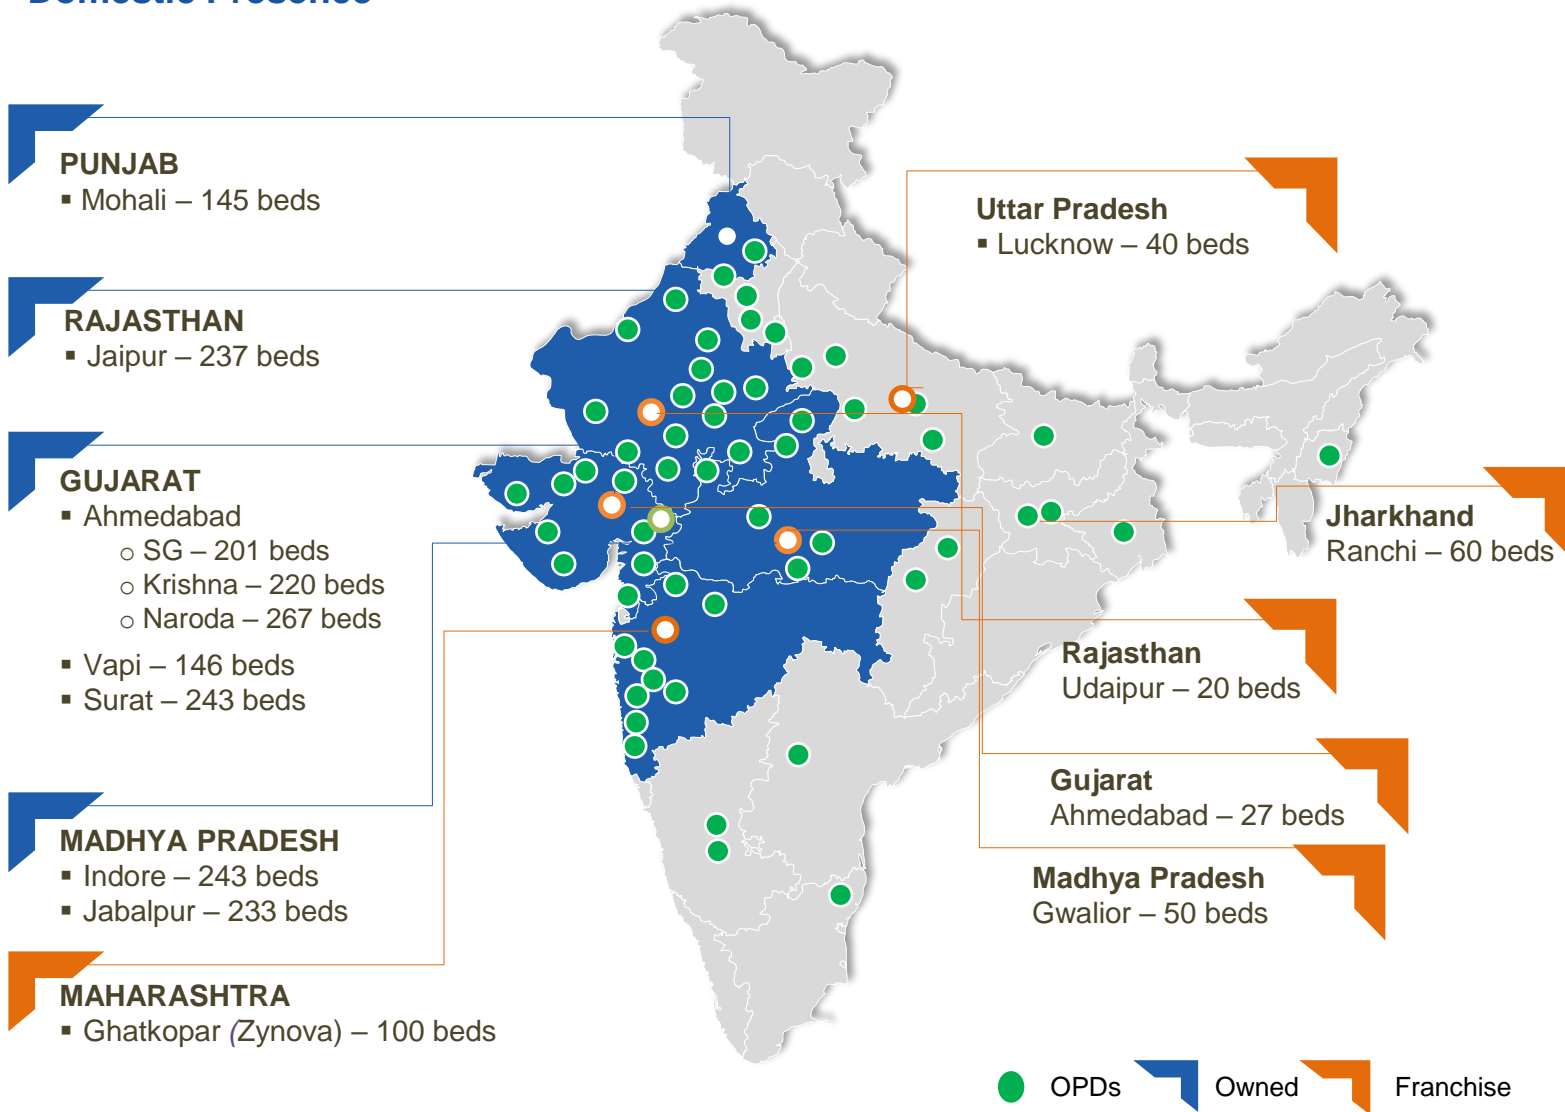 Domestic Presence
PUNJAB
▪ Mohali – 145 beds
RAJASTHAN
▪ Jaipur – 237 beds
GUJARAT
▪ Ahmedabad
○ SG – 201 beds
○ Krishna – 220 beds
○ Naroda – 267 beds
▪ Vapi – 146 beds
▪ Surat – 243 beds
MADHYA PRADESH
▪ Indore – 243 beds
▪ Jabalpur – 233 beds
MAHARASHTRA
▪ Ghatkopar (Zynova) – 100 beds
Uttar Pradesh
▪ Lucknow – 40 beds
Jharkhand
Ranchi – 60 beds
Rajasthan
Udaipur – 20 beds
Gujarat
Ahmedabad – 27 beds
Madhya Pradesh
Gwalior – 50 beds
OPDs Owned Franchise